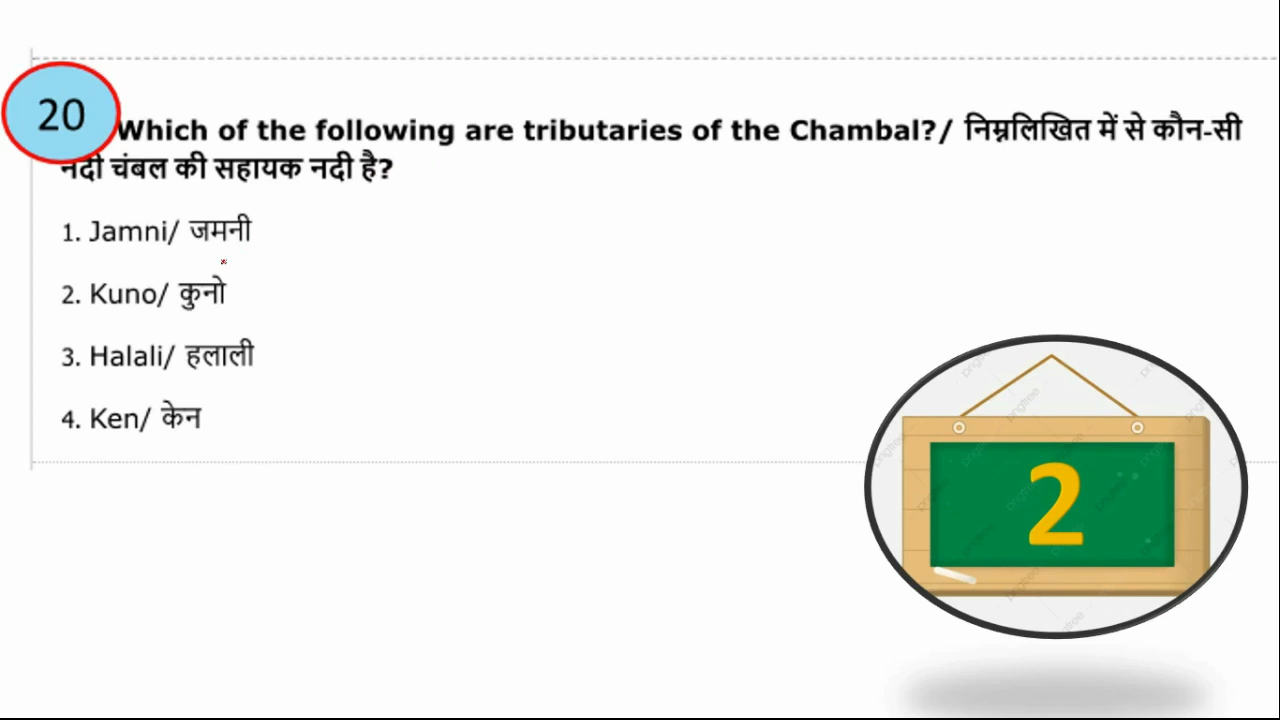 20
Which of the following are tributaries of the Chambal?/ निम्नलिखित में से कौन-सी
नदी चंबल की सहायक नदी है?
1. Jamni/ जमनी
2. Kuno/ कुनो
3. Halali/ हलाली
4. Ken/ केन
2